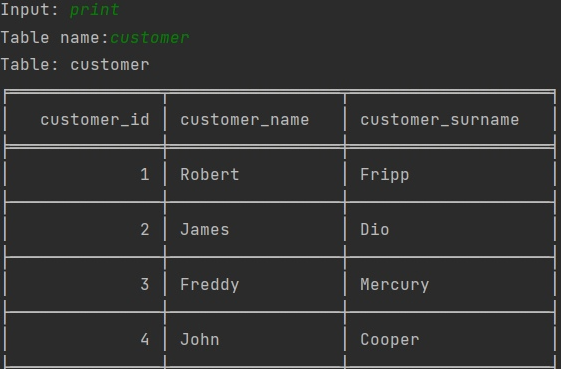 Input: print
Table name:customer
Table: customer
customer_id customer_name customer_surname
1 Robert Fripp
2 James Dio
3 Freddy Mercury
4 John Cooper